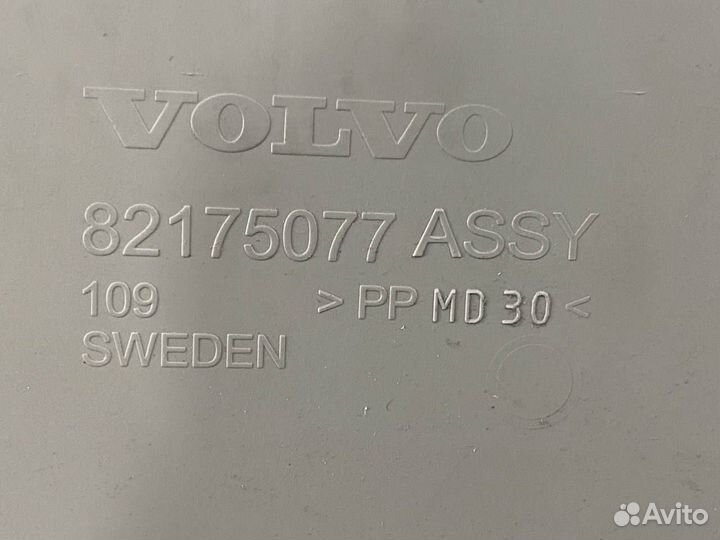 VOLVO
82175077 ASSY
109 > PP MD 30 <
SWEDEN
Avito